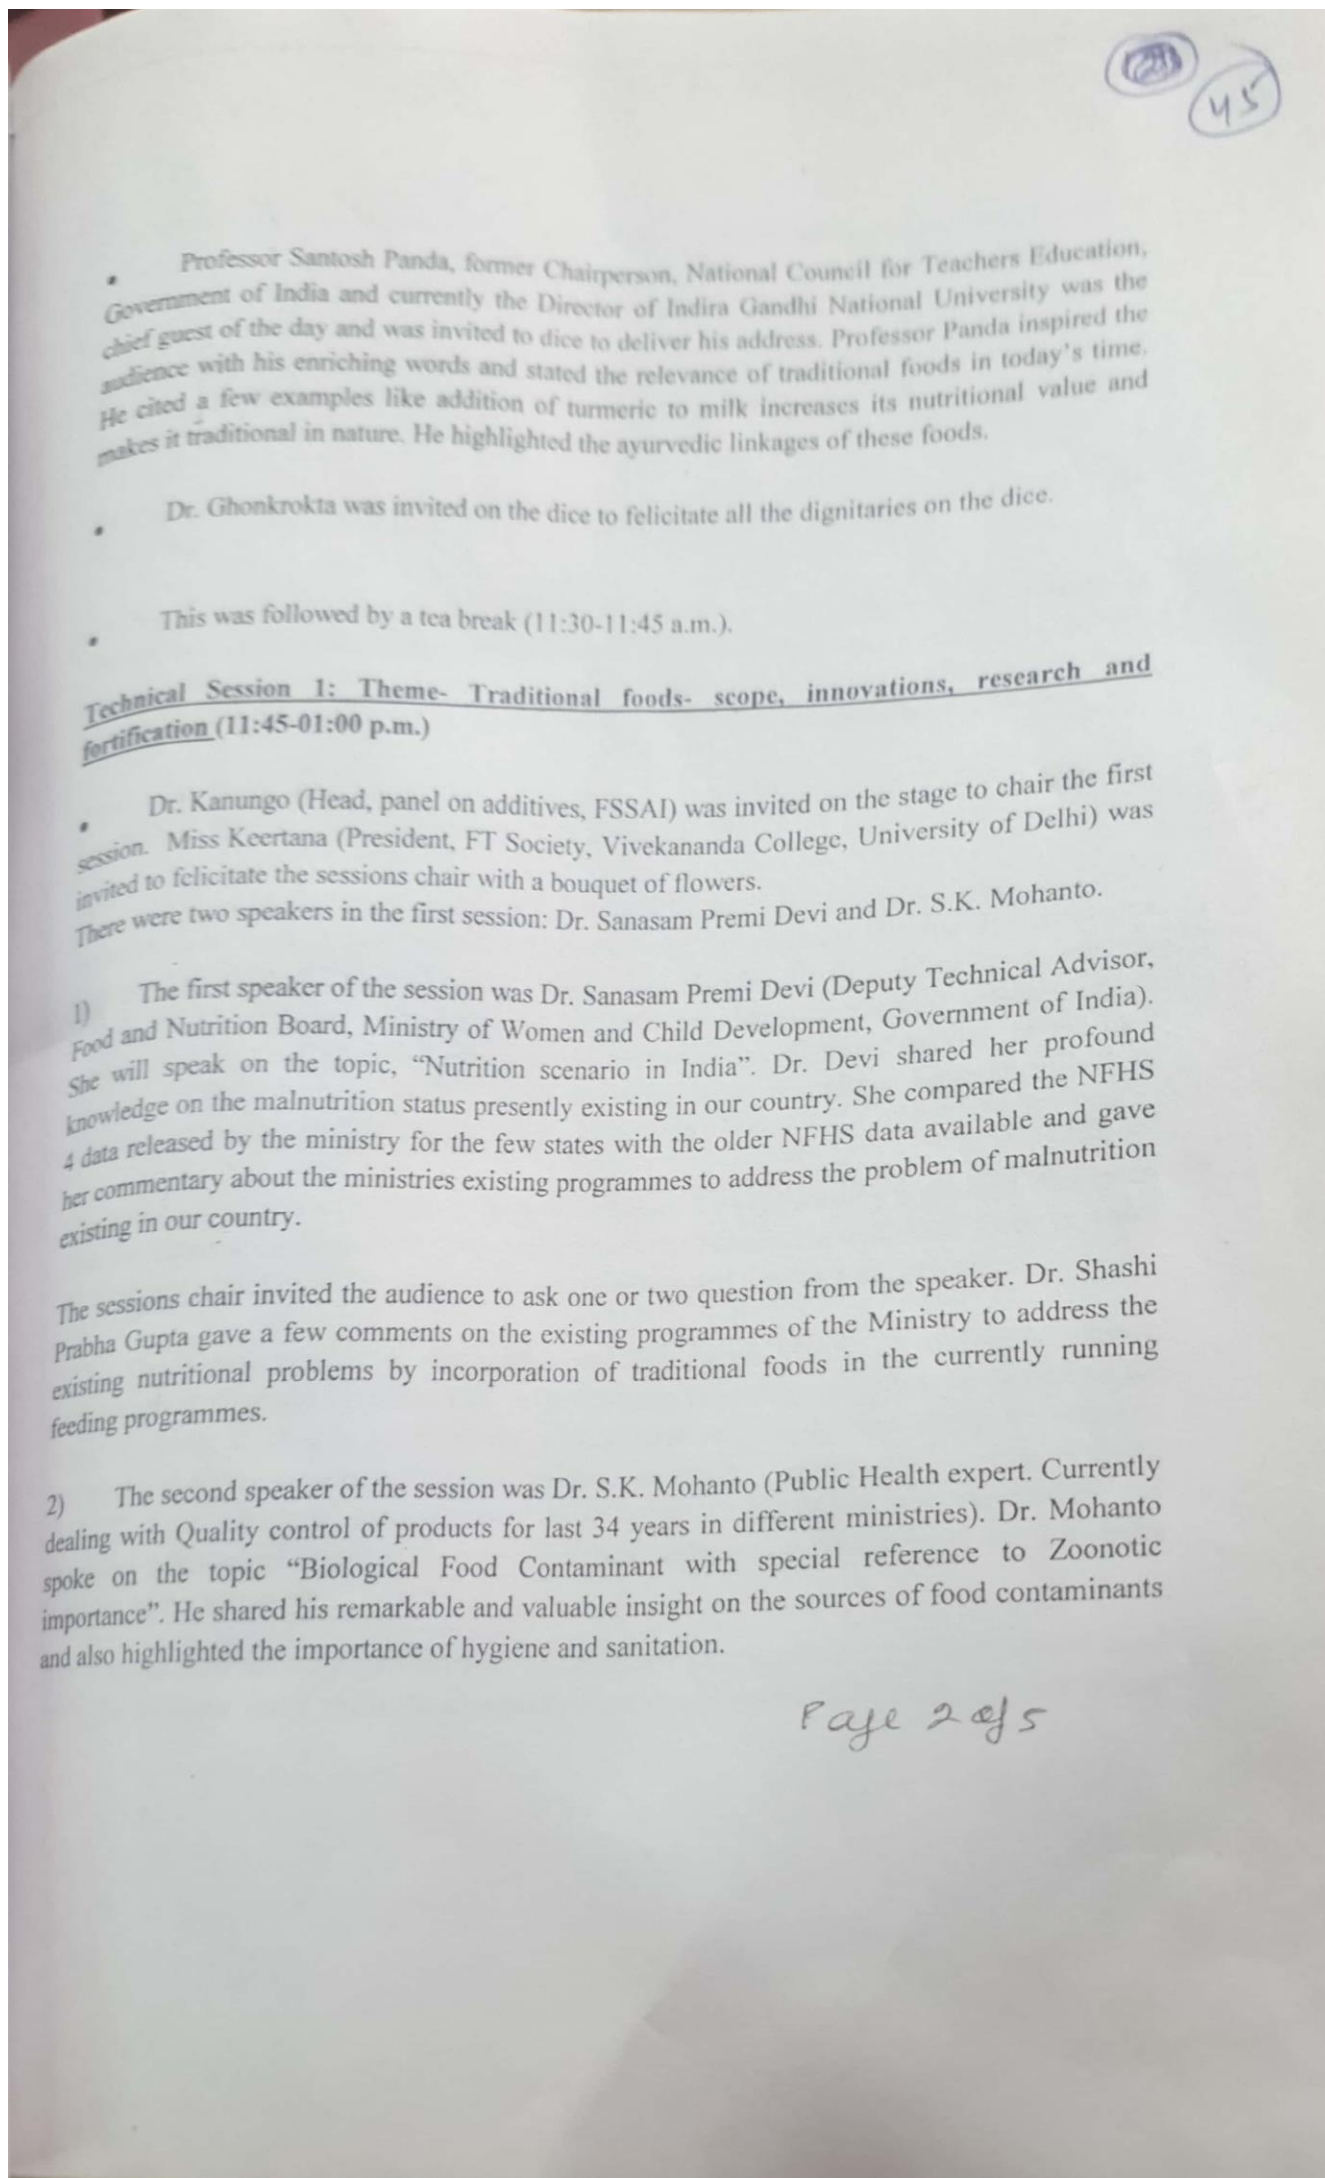 45
• Professor Santosh Panda, former Chairperson, National Council for Teachers Education,
Government of India and currently the Director of Indira Gandhi National University was the
chief guest of the day and was invited to dice to deliver his address. Professor Panda inspired the
audience with his enriching words and stated the relevance of traditional foods in today's time.
He cited a few examples like addition of turmeric to milk increases its nutritional value and
makes it traditional in nature. He highlighted the ayurvedic linkages of these foods.
• Dr. Ghonkrokta was invited on the dice to felicitate all the dignitaries on the dice.
• This was followed by a tea break (11:30-11:45 a.m.).
Technical Session 1: Theme- Traditional foods- scope, innovations, research and
fortification (11:45-01:00 p.m.)
• Dr. Kanungo (Head, panel on additives, FSSAI) was invited on the stage to chair the first
session. Miss Keertana (President, FT Society, Vivekananda College, University of Delhi) was
invited to felicitate the sessions chair with a bouquet of flowers.
There were two speakers in the first session: Dr. Sanasam Premi Devi and Dr. S.K. Mohanto.
1) The first speaker of the session was Dr. Sanasam Premi Devi (Deputy Technical Advisor,
Food and Nutrition Board, Ministry of Women and Child Development, Government of India).
She will speak on the topic, “Nutrition scenario in India”. Dr. Devi shared her profound
knowledge on the malnutrition status presently existing in our country. She compared the NFHS
4 data released by the ministry for the few states with the older NFHS data available and gave
her commentary about the ministries existing programmes to address the problem of malnutrition
existing in our country.
The sessions chair invited the audience to ask one or two question from the speaker. Dr. Shashi
Prabha Gupta gave a few comments on the existing programmes of the Ministry to address the
existing nutritional problems by incorporation of traditional foods in the currently running
feeding programmes.
2) The second speaker of the session was Dr. S.K. Mohanto (Public Health expert. Currently
dealing with Quality control of products for last 34 years in different ministries). Dr. Mohanto
spoke on the topic “Biological Food Contaminant with special reference to Zoonotic
importance”. He shared his remarkable and valuable insight on the sources of food contaminants
and also highlighted the importance of hygiene and sanitation.
Page 2 of 5